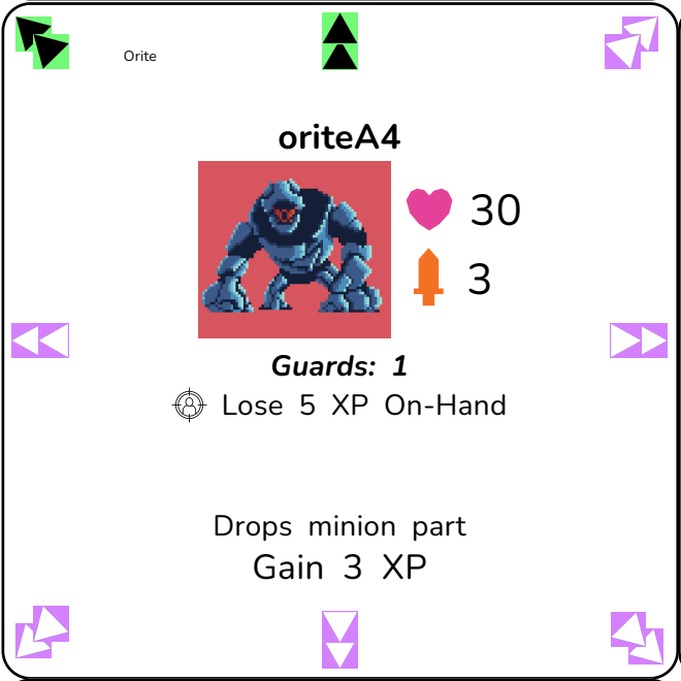 Orite
oriteA4
30
3
Guards: 1
Lose 5 XP On-Hand
Drops minion part
Gain 3 XP